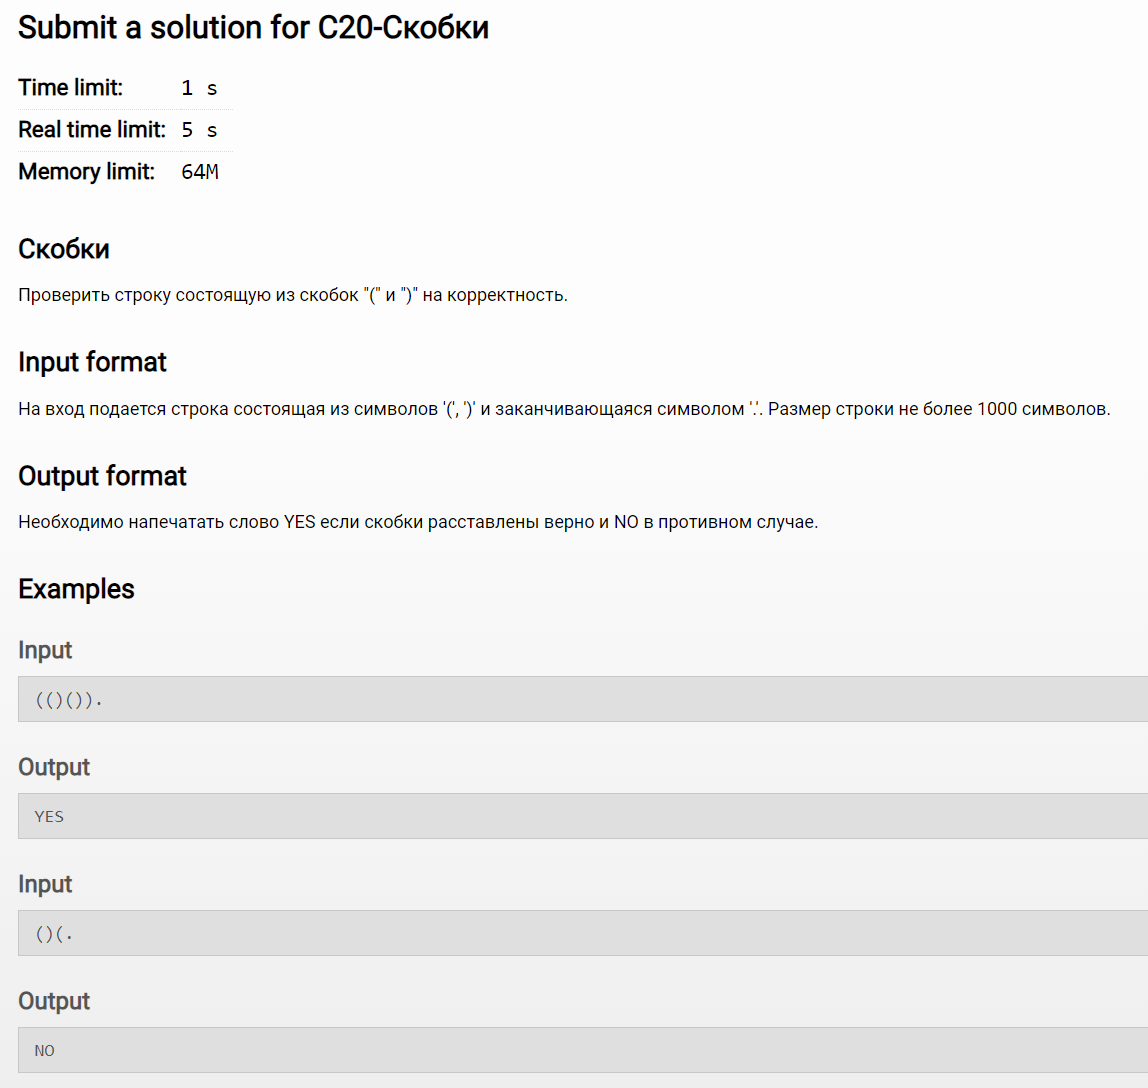 Submit a solution for C20-Скобки
Time limit: 1 s
Real time limit: 5 s
Memory limit: 64M
Скобки
Проверить строку состоящую из скобок "(" и ")" на корректность.
Input format
На вход подается строка состоящая из символов '(', ')' и заканчивающаяся символом '.'. Размер строки не более 1000 символов.
Output format
Необходимо напечатать слово YES если скобки расставлены верно и NO в противном случае.
Examples
Input
(()()).
Output
YES
Input
()(.
Output
NO